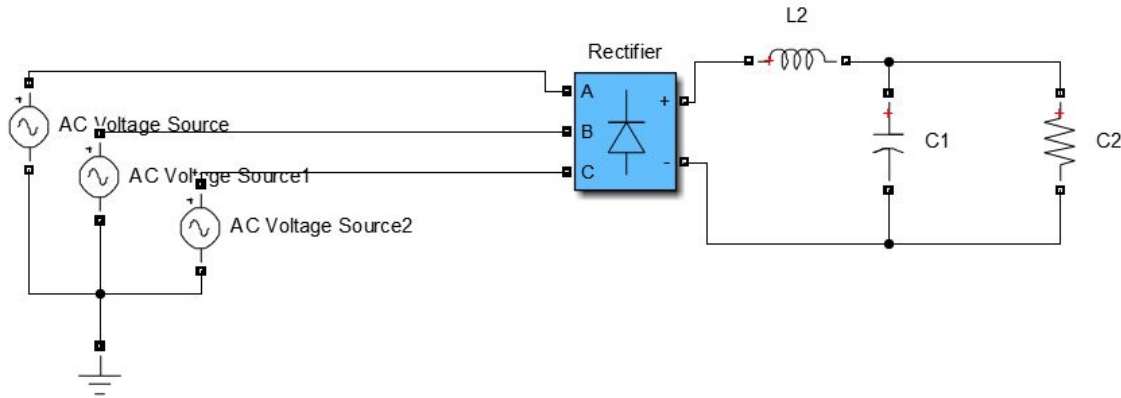 L2
Rectifier
A
+
AC Voltage Source
B
C1
C2
AC Voltage Source1
C
-
AC Voltage Source2